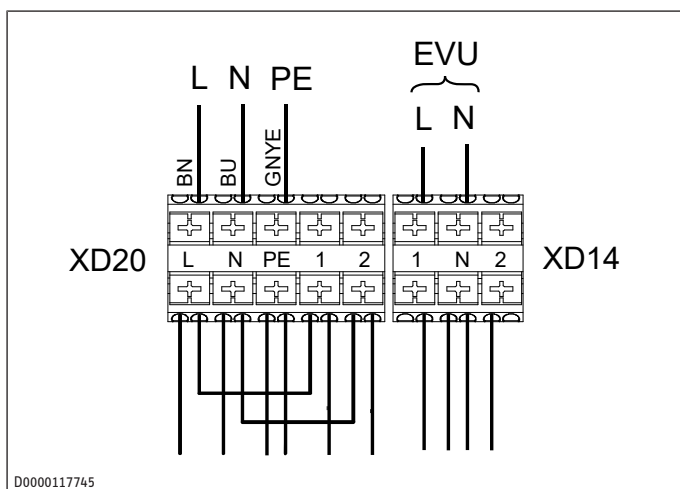 EVU
L N PE L N
BN BU GNYE
XD20 L N PE 1 2 1 N 2 XD14
D0000117745